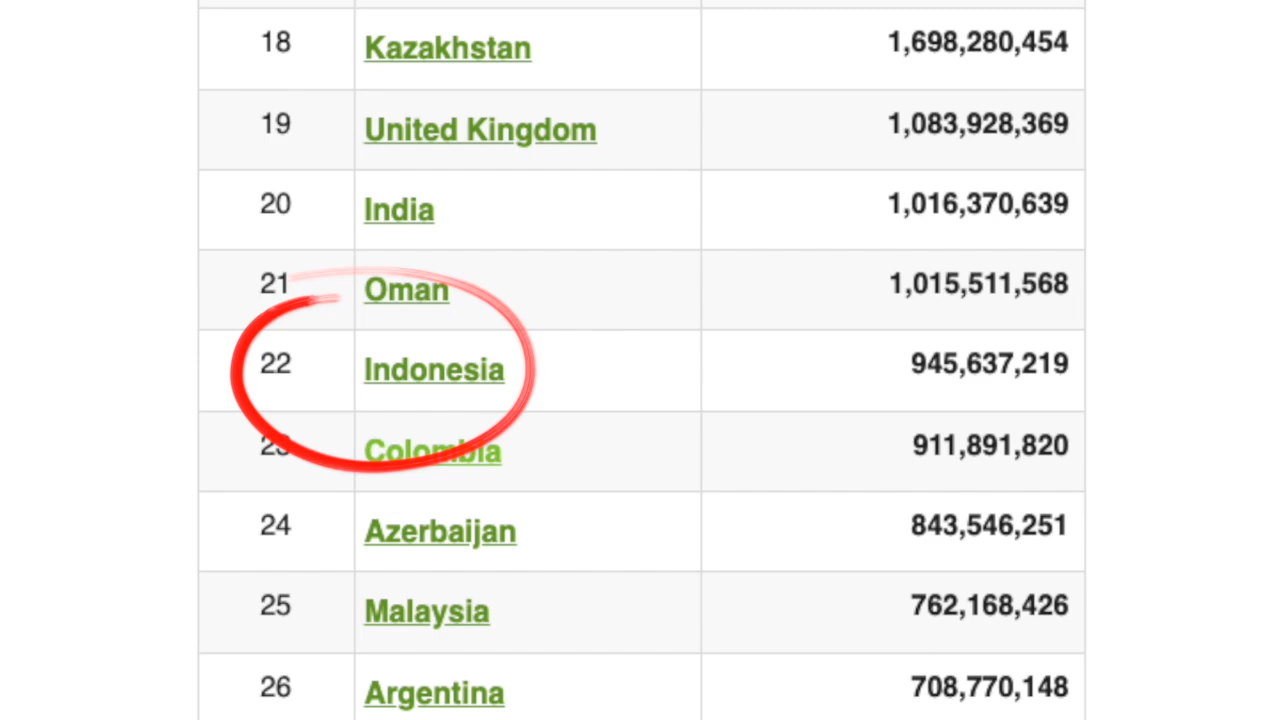 18 Kazakhstan 1,698,280,454
19 United Kingdom 1,083,928,369
20 India 1,016,370,639
21 Oman 1,015,511,568
22 Indonesia 945,637,219
23 Colombia 911,891,820
24 Azerbaijan 843,546,251
25 Malaysia 762,168,426
26 Argentina 708,770,148